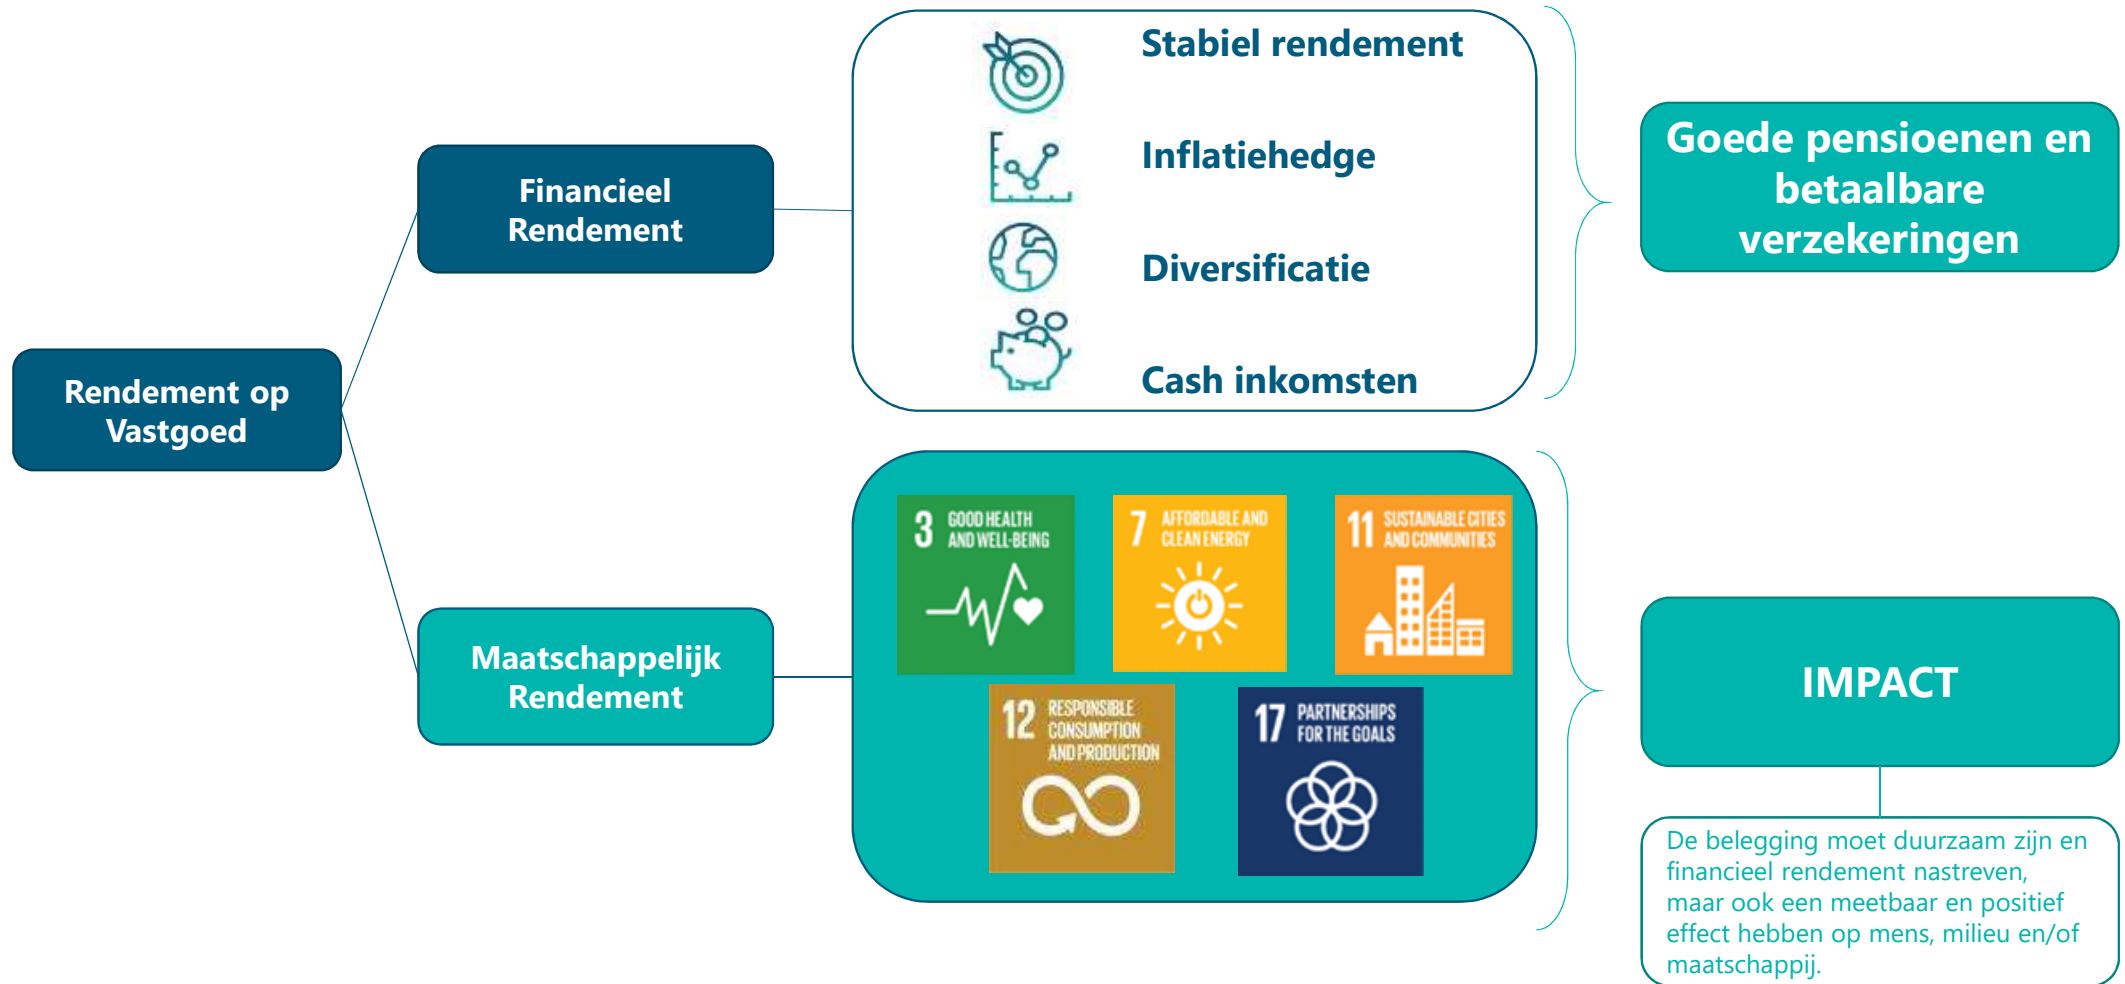 Rendement op
Vastgoed
Financieel
Rendement
Stabiel rendement
Inflatiehedge
Diversificatie
Cash inkomsten
Goede pensioenen en
betaalbare
verzekeringen
Maatschappelijk
Rendement
3 GOOD HEALTH
AND WELL-BEING
7 AFFORDABLE AND
CLEAN ENERGY
11 SUSTAINABLE CITIES
AND COMMUNITIES
12 RESPONSIBLE
CONSUMPTION
AND PRODUCTION
17 PARTNERSHIPS
FOR THE GOALS
IMPACT
De belegging moet duurzaam zijn en
financieel rendement nastreven,
maar ook een meetbaar en positief
effect hebben op mens, milieu en/of
maatschappij.